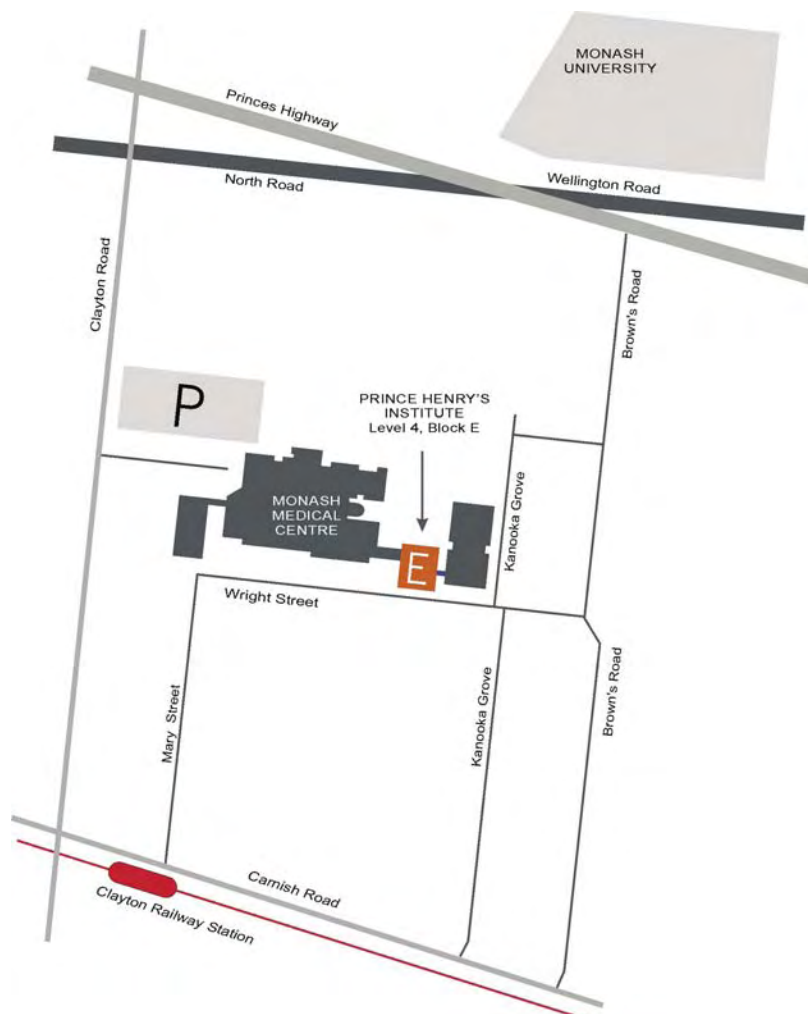 MONASH
UNIVERSITY
Princes Highway
North Road
Wellington Road
Clayton Road
Brown's Road
P
PRINCE HENRY'S
INSTITUTE
Level 4, Block E
MONASH
MEDICAL
CENTRE
E
Kanooka Grove
Wright Street
Mary Street
Kanooka Grove
Brown's Road
Carnish Road
Clayton Railway Station